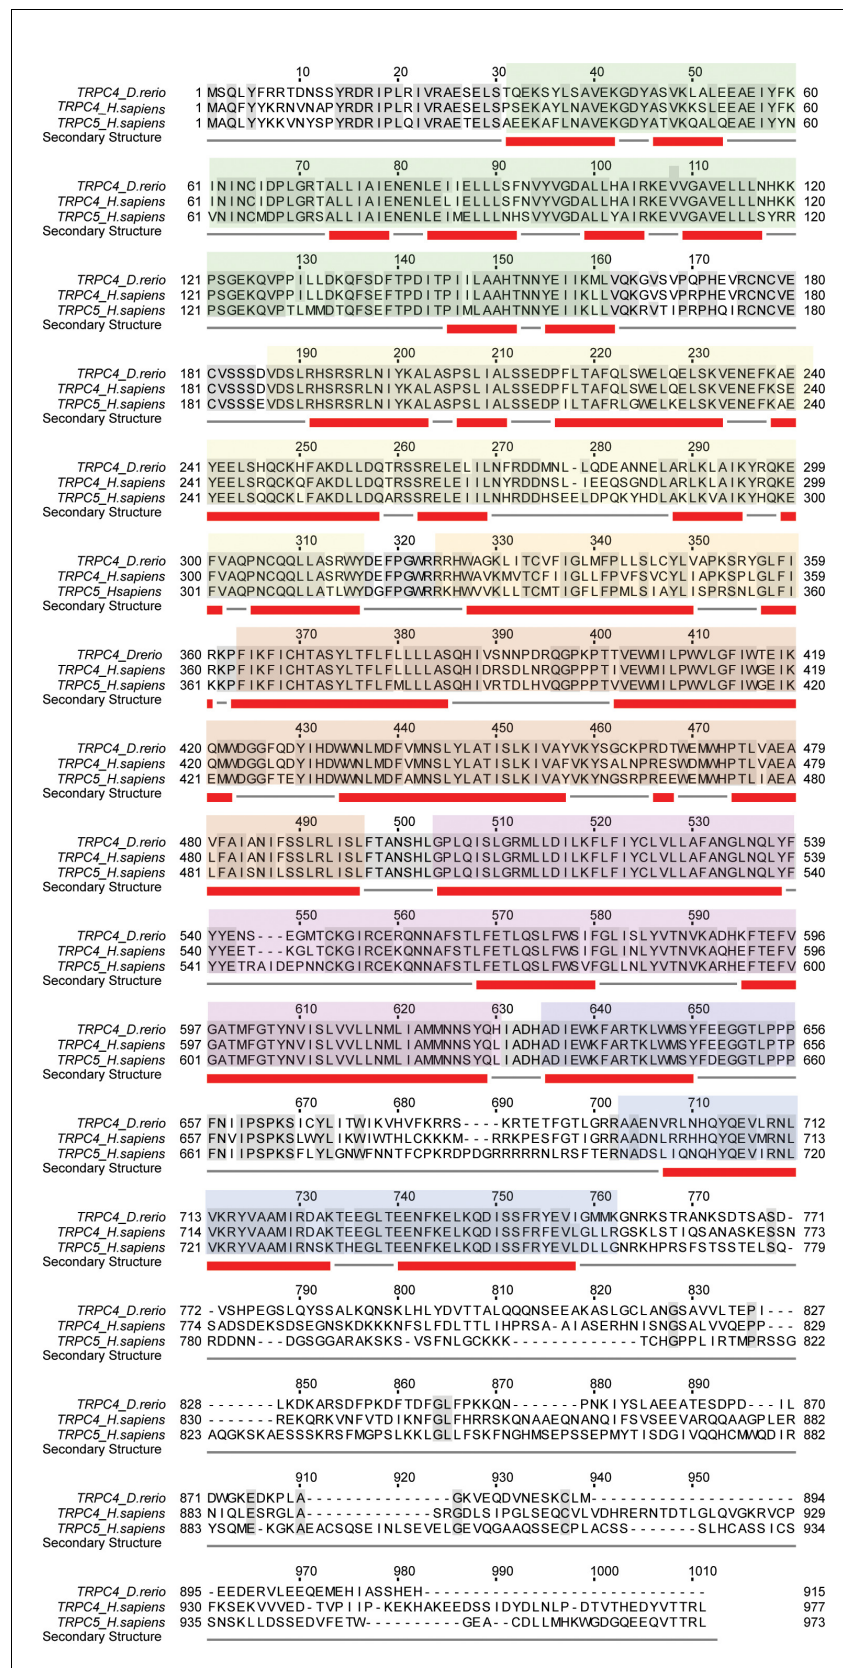 10 20 30 40 50
TRPC4_D.rerio 1 MSQLYFRRTDNSSYRDRIPLRIVRAESELSTQEKSYLSAVEKGDYASVKLALEEAEIYFK 60
TRPC4_H.sapiens 1 MAQFYYKRNVNAPYRDRIPLRIVRAESELSPSEKAYLNAVEKGDYASVKKSLEEAEIYFK 60
TRPC5_H.sapiens 1 MAQLYYKKVNYSPYRDRIPLQIVRAETELSAEEKAFLNAVEKGDYATVKQALQEAEIYYN 60
Secondary Structure
70 80 90 100 110
TRPC4_D.rerio 61 ININ​CIDPLGRTALLIAIENENLEIIELLLSFNVYVGDALLHAIRKEVVGAVELLLNHKK 120
TRPC4_H.sapiens 61 ININCIDPLGRTALLIAIENENLELIELLLSFNVYVGDALLHAIRKEVVGAVELLLNHKK 120
TRPC5_H.sapiens 61 VNINCMDPLGRSALLIAIENENLEIMELLLNHSVYVGDALLYAIRKEVVGAVELLLSYRR 120
Secondary Structure
130 140 150 160 170
TRPC4_D.rerio 121 PSGEKQVPPILLDKQFSDFTPDITPIILAAHTNNYEIIKMLVQKGVSVPQPHEVRCNCVE 180
TRPC4_H.sapiens 121 PSGEKQVPPILLDKQFSEFTPDITPIILAAHTNNYEIIKLLVQKGVSVPRPHEVRCNCVE 180
TRPC5_H.sapiens 121 PSGEKQVPTLMMDTQFSEFTPDITPIMLAAHTNNYEIIKLLVQKRVTIPRPHQIRCNCVE 180
Secondary Structure
190 200 210 220 230
TRPC4_D.rerio 181 CVSSSDVDSLRHSRSRLNIYKALASPSLIALSSEDPFLTAFQLSWELQELSKVENEFKAE 240
TRPC4_H.sapiens 181 CVSSSDVDSLRHSRSRLNIYKALASPSLIALSSEDPFLTAFQLSWELQELSKVENEFKSE 240
TRPC5_H.sapiens 181 CVSSSEVDSLRHSRSRLNIYKALASPSLIALSSEDPILTAFRLGWELKELSKVENEFKAE 240
Secondary Structure
250 260 270 280 290
TRPC4_D.rerio 241 YEELSHQCKHFAKDLLDQTRSSRELELILNFRDDMNL-LQDEANNELARLKLAIKYRQKE 299
TRPC4_H.sapiens 241 YEELSRQCKQFAKDLLDQTRSSRELEIILNYRDDNSL-IEEQSGNDLARLKLAIKYRQKE 299
TRPC5_H.sapiens 241 YEELSQQCKLFAKDLLDQARSSRELEIILNHRDDHSEELDPQKYHDLAKLKVAIKYHQKE 300
Secondary Structure
310 320 330 340 350
TRPC4_D.rerio 300 FVAQPNCQQLLASRWYDEFPGWRRRHWAGKLITCVFIGLMFPLLSLCYLVAPKSRYGLFI 359
TRPC4_H.sapiens 300 FVAQPNCQQLLASRWYDEFPGWRRRHWAVKMVTCFIIGLLFPVFSVCYLIAPKSPLGLFI 359
TRPC5_Hsapiens 301 FVAQPNCQQLLATLWYDGFPGWRRKHWVVKLLTCMTIGFLFPMLSIAYLISPRSNLGLFI 360
Secondary Structure
370 380 390 400 410
TRPC4_Drerio 360 RKPFIKFICHTASYLTFLFLLLLASQHIVSNNPDRQGPKPTTVEWMILPWVLGFIWTEIK 419
TRPC4_H.sapiens 360 RKPFIKFICHTASYLTFLFLLLLASQHIDRSDLNRQGPPPTIVEWMILPWVLGFIWGEIK 419
TRPC5_H.sapiens 361 KKPFIKFICHTASYLTFLFMLLLASQHIVRTDLHVQGPPPTVVEWMILPWVLGFIWGEIK 420
Secondary Structure
430 440 450 460 470
TRPC4_D.rerio 420 QMWDGGFQDYIHDWWNLMDFVMNSLYLATISLKIVAYVKYSGCKPRDTWEMWHPTLVAEA 479
TRPC4_H.sapiens 420 QMWDGGLQDYIHDWWNLMDFVMNSLYLATISLKIVAFVKYSALNPRESWDMWHPTLVAEA 479
TRPC5_H.sapiens 421 EMWDGGFTEYIHDWWNLMDFAMNSLYLATISLKIVAYVKYNGSRPREEWEMWHPTLIAEA 480
Secondary Structure
490 500 510 520 530
TRPC4_D.rerio 480 VFAIANIFSSLRLISLFTANSHLGPLQISLGRMLLDILKFLFIYCLVLLAFANGLNQLYF 539
TRPC4_H.sapiens 480 LFAIANIFSSLRLISLFTANSHLGPLQISLGRMLLDILKFLFIYCLVLLAFANGLNQLYF 539
TRPC5_H.sapiens 481 LFAISNILSSLRLISLFTANSHLGPLQISLGRMLLDILKFLFIYCLVLLAFANGLNQLYF 540
Secondary Structure
550 560 570 580 590
TRPC4_D.rerio 540 YYENS---EGMTCKGIRCERQNNAFSTLFETLQSLFWSIFGLISLYVTNVKADHKFTEFV 596
TRPC4_H.sapiens 540 YYEET---KGLTCKGIRCEKQNNAFSTLFETLQSLFWSIFGLINLYVTNVKAQHEFTEFV 596
TRPC5_H.sapiens 541 YYETRAIDEPNNCKGIRCEKQNNAFSTLFETLQSLFWSVFGLLNLYVTNVKARHEFTEFV 600
Secondary Structure
610 620 630 640 650
TRPC4_D.rerio 597 GATMFGTYNVISLVVLLNMLIAMMNNSYQHIADHADIEWKFARTKLWMSYFEEGGTLPPP 656
TRPC4_H.sapiens 597 GATMFGTYNVISLVVLLNMLIAMMNNSYQLIADHADIEWKFARTKLWMSYFEEGGTLPTP 656
TRPC5_H.sapiens 601 GATMFGTYNVISLVVLLNMLIAMMNNSYQLIADHADIEWKFARTKLWMSYFDEGGTLPPP 660
Secondary Structure
670 680 690 700 710
TRPC4_D.rerio 657 FNIIPSPKSICYLITWIKVHVFKRRS----KRTETFGTLGRRAAENVRLNHQYQEVLRNL 712
TRPC4_H.sapiens 657 FNVIPSPKSLWYLIKWIWTHLCKKKM---RRKPESFGTIGRRAADNLRRHHQYQEVMRNL 713
TRPC5_H.sapiens 661 FNIIPSPKSFLYLGNWFNNTFCPKRDPDGRRRRRNLRSFTERNADSLIQNQHYQEVIRNL 720
Secondary Structure
730 740 750 760 770
TRPC4_D.rerio 713 VKRYVAAMIRDAKTEEGLTEENFKELKQDISSFRYEVIGMMKGNRKSTRANKSDTSASD- 771
TRPC4_H.sapiens 714 VKRYVAAMIRDAKTEEGLTEENFKELKQDISSFRFEVLGLLRGSKLSTIQSANASKESSN 773
TRPC5_H.sapiens 721 VKRYVAAMIRNSKTHEGLTEENFKELKQDISSFRYEVLDLLGNRKHPRSFSTSSTELSQ- 779
Secondary Structure
790 800 810 820 830
TRPC4_D.rerio 772 -VSHPEGSLQYSSALKQNSKLHLYDVTTALQQQNSEEAKASLGCLANGSAVVLTEPI--- 827
TRPC4_H.sapiens 774 SADSDEKSDSEGNSKDKKKNFSLFDLTTLIHPRSA-AIASERHNISNGSALVVQEPP--- 829
TRPC5_H.sapiens 780 RDDNN---DGSGGARAKSKS-VSFNLGCKKK-----------TCHGPPLIRTMPRSSG 822
Secondary Structure
850 860 870 880 890
TRPC4_D.rerio 828 -------LKDKARSDFPKDFTDFGLFPKKQN-------PNKIYSLAEEATESDPD---IL 870
TRPC4_H.sapiens 830 -------REKQRKVNFVTDIKNFGLFHRRSKQNAAEQNANQIFSVSEEVARQQAAGPLER 882
TRPC5_H.sapiens 823 AQGKSKAESSSKRSFMGPSLKKLGLLFSKFNGHMSEPSSEPMYTISDGIVQQHCMWQDIR 882
Secondary Structure
910 920 930 940 950
TRPC4_D.rerio 871 DWGKEDKPLA---------------GKVEQDVNESKCLM--------------------- 894
TRPC4_H.sapiens 883 NIQLESRGLA-------------SRGDLSIPGLSEQCVLVDHRERNTDTLGLQVGKRVCP 929
TRPC5_H.sapiens 883 YSQME-KGKAEACSQSEINLSEVELGEVQGAAQSSECPLACSS--------SLHCASSICS 934
Secondary Structure
970 980 990 1000 1010
TRPC4_D.rerio 895 -EEDERVLEEQEMEHIASSHEH----------------------------- 915
TRPC4_H.sapiens 930 FKSEKVVVED-TVPIIP-KEKHAKEEDSSIDYDLNLP-DTVTHEDYVTTRL 977
TRPC5_H.sapiens 935 SNSKLLDSSEDVFETW----------GEA--CDLLMHKWGDGQEEQVTTRL 973
Secondary Structure